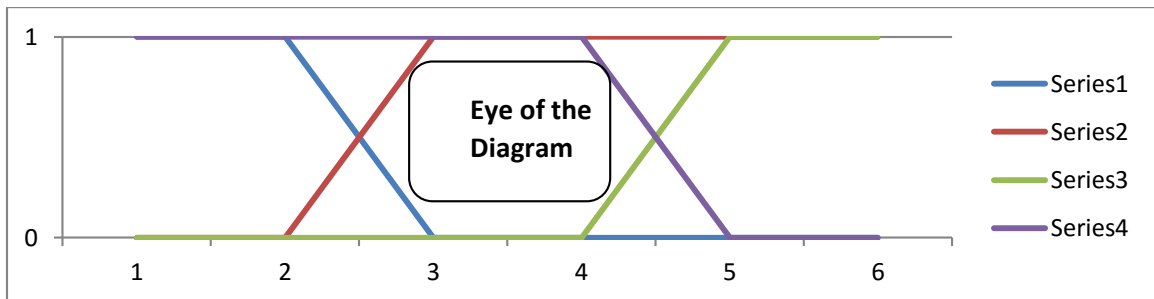 1
Eye of the
Diagram
0
1 2 3 4 5 6
Series1
Series2
Series3
Series4